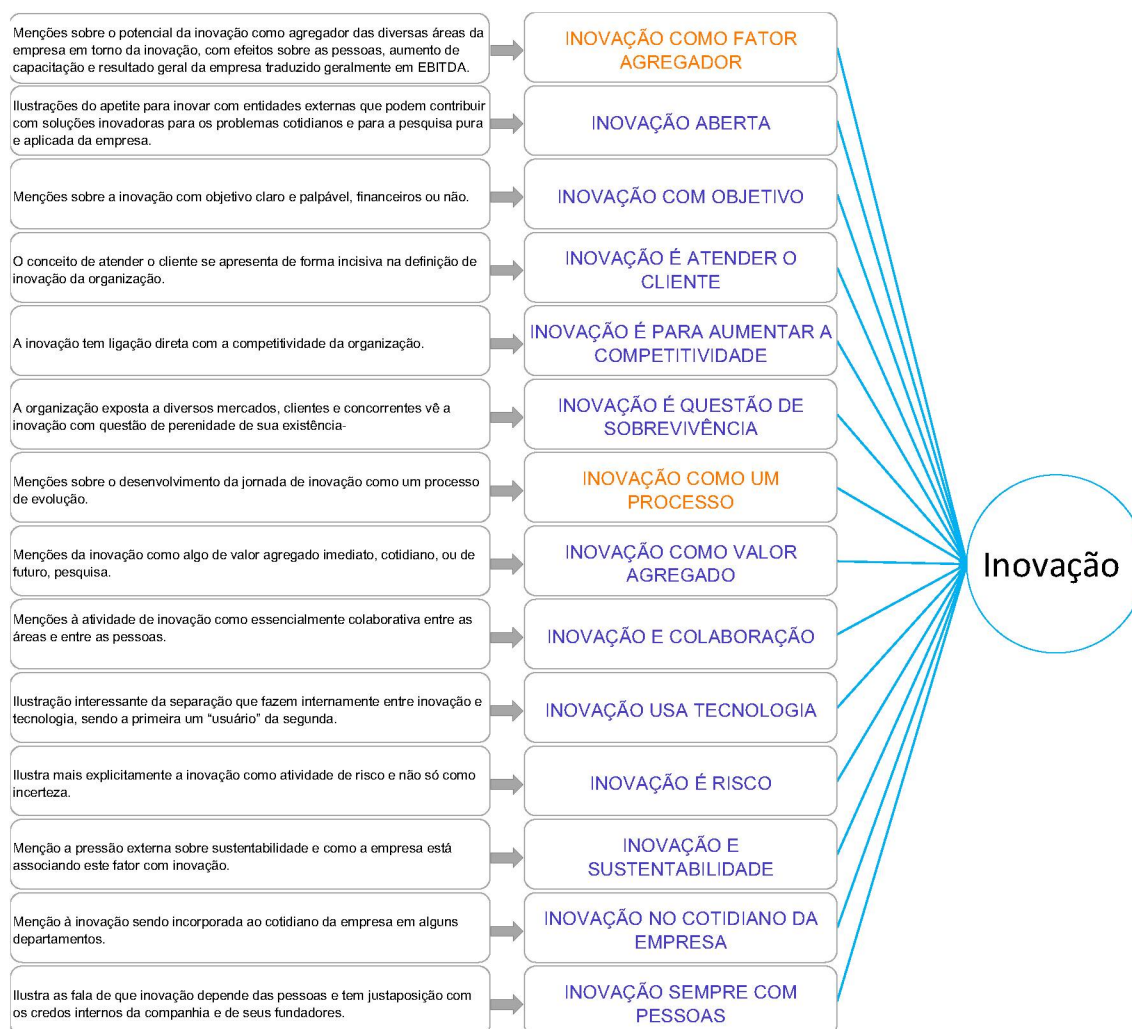 Menções sobre o potencial da inovação como agregador das diversas áreas da
empresa em torno da inovação, com efeitos sobre as pessoas, aumento de
capacitação e resultado geral da empresa traduzido geralmente em EBITDA.
INOVAÇÃO COMO FATOR
AGREGADOR
Ilustrações do apetite para inovar com entidades externas que podem contribuir
com soluções inovadoras para os problemas cotidianos e para a pesquisa pura
e aplicada da empresa.
INOVAÇÃO ABERTA
Menções sobre a inovação com objetivo claro e palpável, financeiros ou não.
INOVAÇÃO COM OBJETIVO
O conceito de atender o cliente se apresenta de forma incisiva na definição de
inovação da organização.
INOVAÇÃO É ATENDER O
CLIENTE
A inovação tem ligação direta com a competitividade da organização.
INOVAÇÃO É PARA AUMENTAR A
COMPETITIVIDADE
A organização exposta a diversos mercados, clientes e concorrentes vê a
inovação com questão de perenidade de sua existência-
INOVAÇÃO É QUESTÃO DE
SOBREVIVÊNCIA
Menções sobre o desenvolvimento da jornada de inovação como um processo
de evolução.
INOVAÇÃO COMO UM
PROCESSO
Menções da inovação como algo de valor agregado imediato, cotidiano, ou de
futuro, pesquisa.
INOVAÇÃO COMO VALOR
AGREGADO
Menções à atividade de inovação como essencialmente colaborativa entre as
áreas e entre as pessoas.
INOVAÇÃO E COLABORAÇÃO
Ilustração interessante da separação que fazem internamente entre inovação e
tecnologia, sendo a primeira um "usuário" da segunda.
INOVAÇÃO USA TECNOLOGIA
Ilustra mais explicitamente a inovação como atividade de risco e não só como
incerteza.
INOVAÇÃO É RISCO
Menção a pressão externa sobre sustentabilidade e como a empresa está
associando este fator com inovação.
INOVAÇÃO E
SUSTENTABILIDADE
Menção à inovação sendo incorporada ao cotidiano da empresa em alguns
departamentos.
INOVAÇÃO NO COTIDIANO DA
EMPRESA
Ilustra as fala de que inovação depende das pessoas e tem justaposição com
os credos internos da companhia e de seus fundadores.
INOVAÇÃO SEMPRE COM
PESSOAS
Inovação